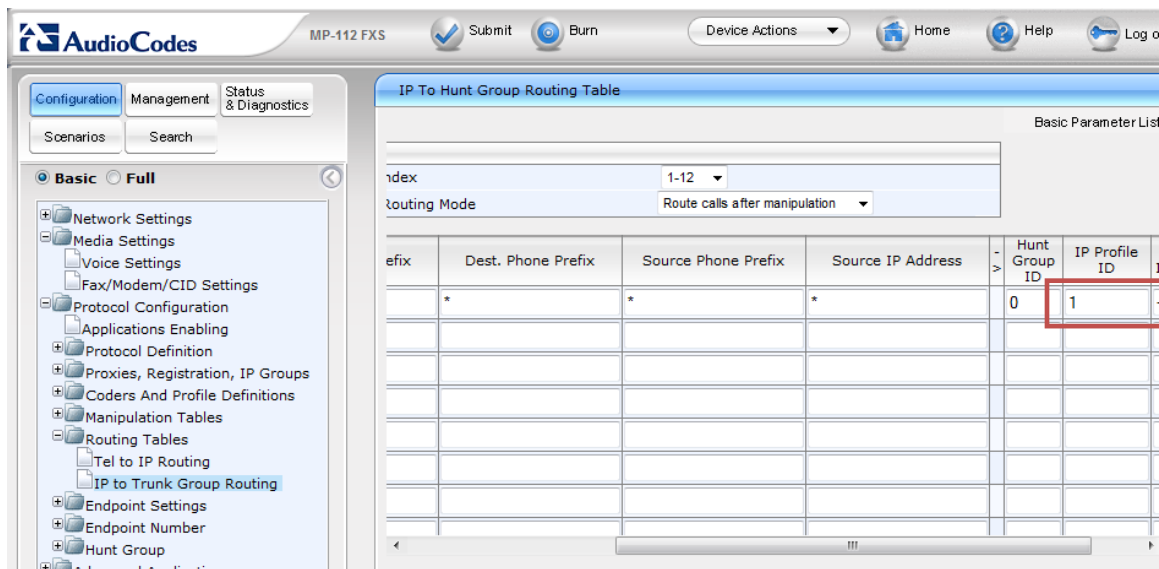 AudioCodes
MP-112 FXS
Submit
Burn
Device Actions
Home
Help
Log o
Configuration
Management
Status
& Diagnostics
Scenarios
Search
Basic
Full
Network Settings
Media Settings
Voice Settings
Fax/Modem/CID Settings
Protocol Configuration
Applications Enabling
Protocol Definition
Proxies, Registration, IP Groups
Coders And Profile Definitions
Manipulation Tables
Routing Tables
Tel to IP Routing
IP to Trunk Group Routing
Endpoint Settings
Endpoint Number
Hunt Group
IP To Hunt Group Routing Table
Basic Parameter List
ndex
1-12
Routing Mode
Route calls after manipulation
efix
Dest. Phone Prefix
Source Phone Prefix
Source IP Address
->
Hunt
Group
ID
IP Profile
ID
*
*
*
0
1